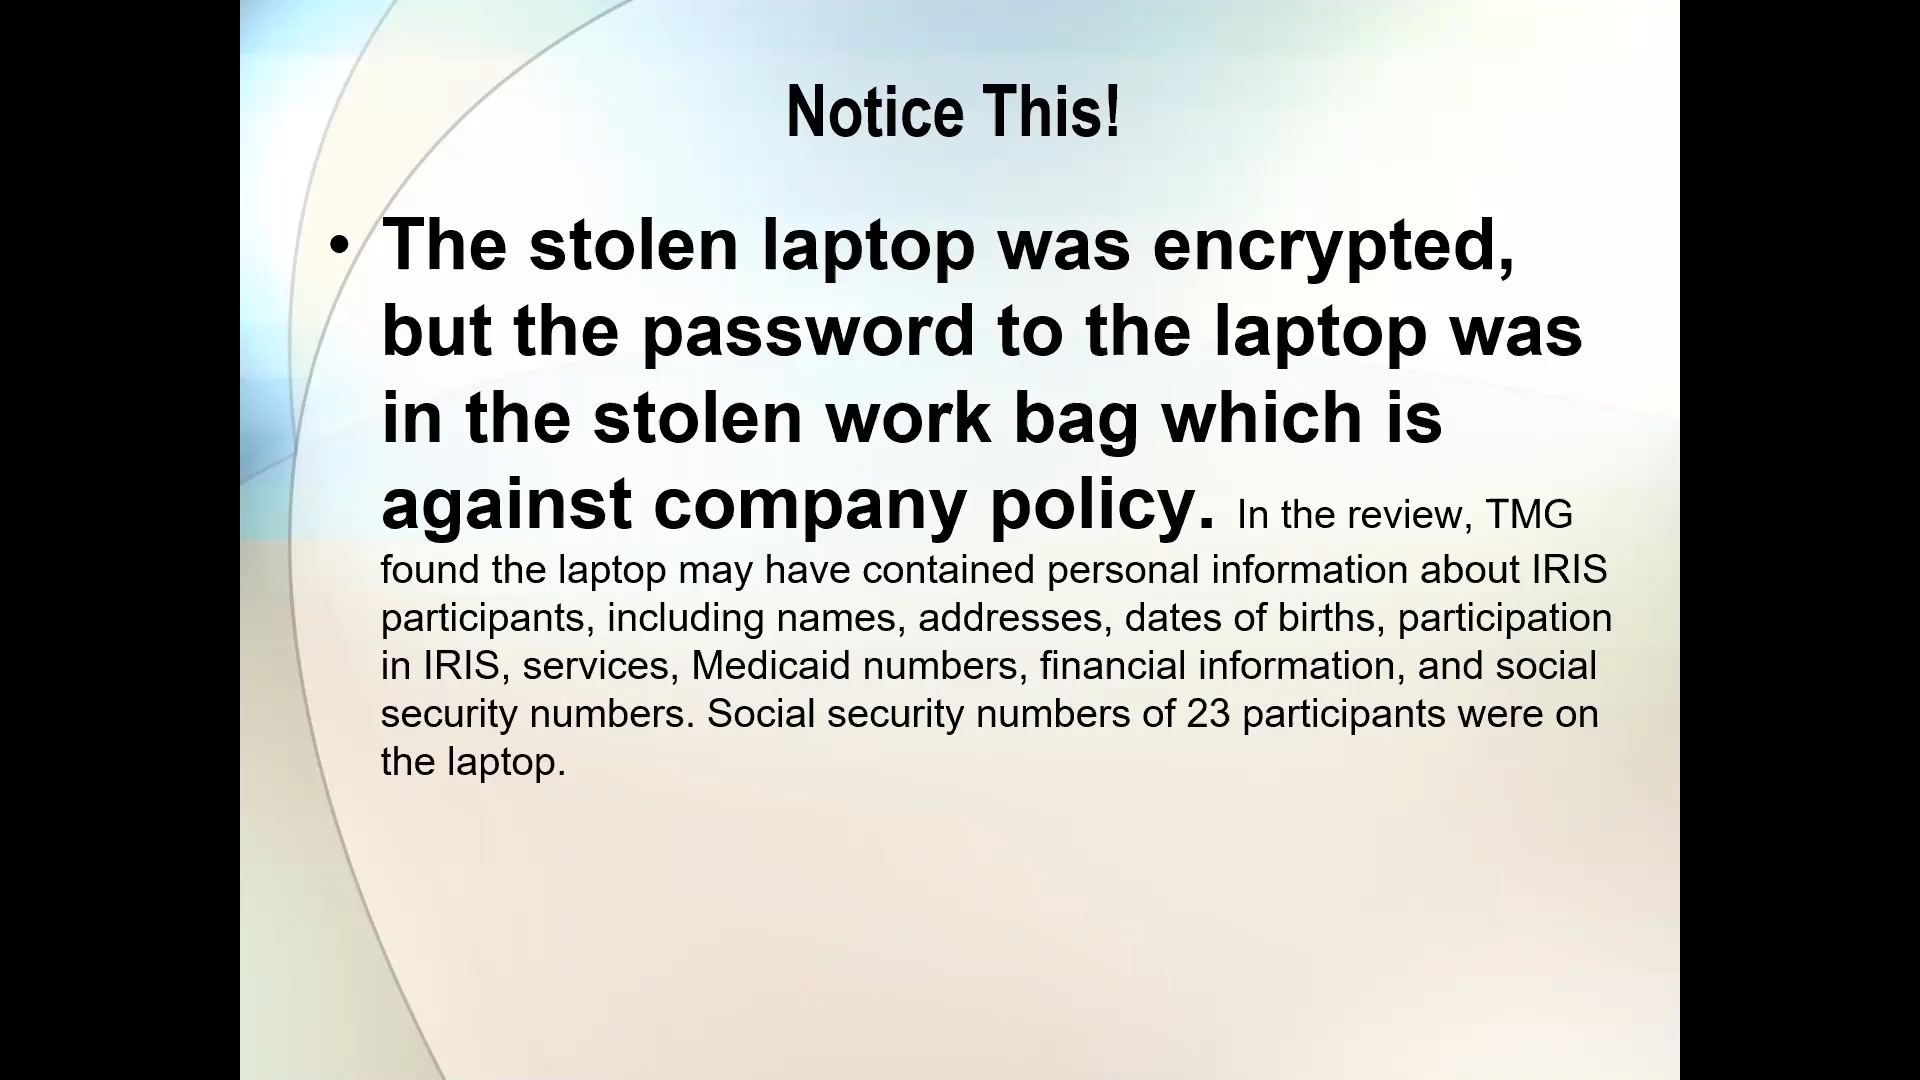 Notice This!
• The stolen laptop was encrypted,
but the password to the laptop was
in the stolen work bag which is
against company policy. In the review, TMG
found the laptop may have contained personal information about IRIS
participants, including names, addresses, dates of births, participation
in IRIS, services, Medicaid numbers, financial information, and social
security numbers. Social security numbers of 23 participants were on
the laptop.